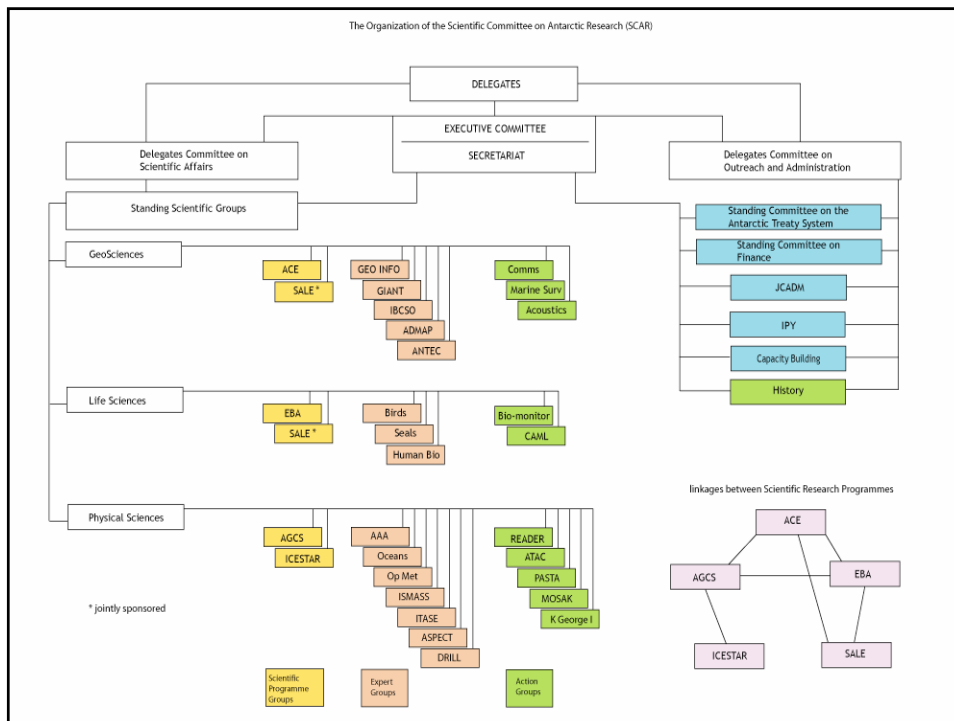 The Organization of the Scientific Committee on Antarctic Research (SCAR)
DELEGATES
EXECUTIVE COMMITTEE
SECRETARIAT
Delegates Committee on
Scientific Affairs
Delegates Committee on
Outreach and Administration
Standing Scientific Groups
Standing Committee on the
Antarctic Treaty System
Standing Committee on
Finance
JCADM
IPY
Capacity Building
History
GeoSciences
ACE
SALE *
GEO INFO
GIANT
IBCSO
ADMAP
ANTEC
Comms
Marine Surv
Acoustics
Life Sciences
EBA
SALE *
Birds
Seals
Human Bio
Bio-monitor
CAML
Physical Sciences
AGCS
ICESTAR
AAA
Oceans
Op Met
ISMASS
ITASE
ASPECT
DRILL
READER
ATAC
PASTA
MOSAK
K George I
* jointly sponsored
Scientific
Programme
Groups
Expert
Groups
Action
Groups
linkages between Scientific Research Programmes
ACE
AGCS
EBA
ICESTAR
SALE